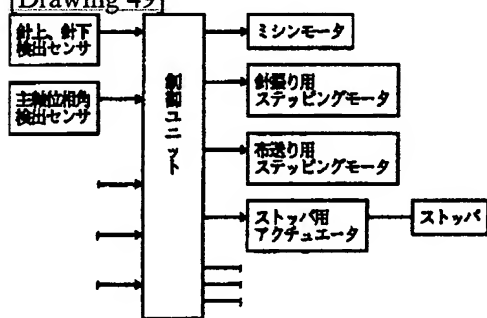 [Drawing 49]
針上、針下
検出センサ
主軸位相角
検出センサ
制御ユニット
ミシンモータ
針振り用
ステッピングモータ
布送り用
ステッピングモータ
ストッパ用
アクチュエータ
ストッパ